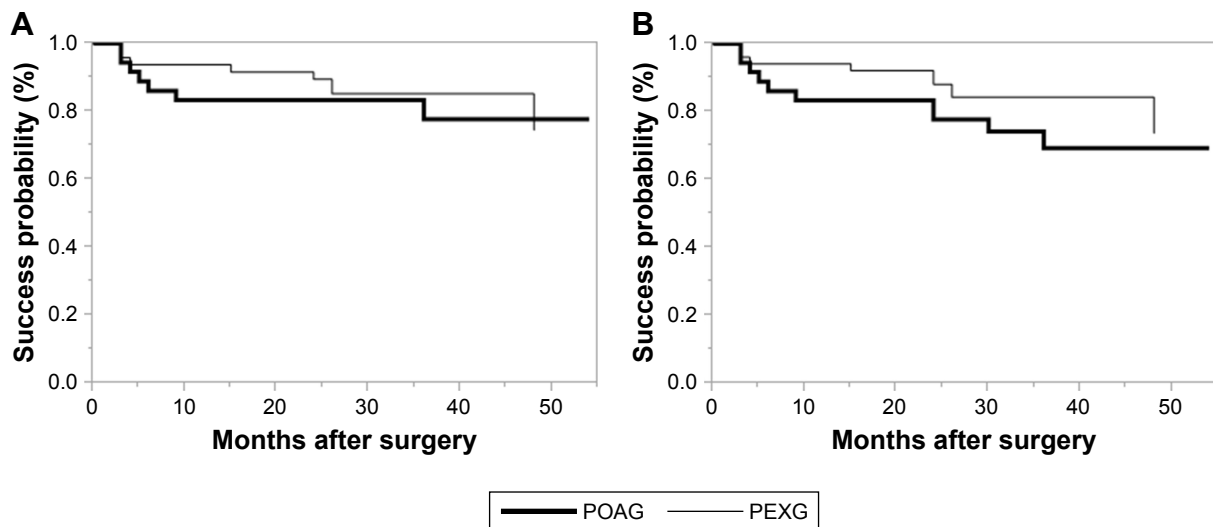 A
Success probability (%)
1.0
0.8
0.6
0.4
0.2
0.0
0 10 20 30 40 50
Months after surgery
B
Success probability (%)
1.0
0.8
0.6
0.4
0.2
0.0
0 10 20 30 40 50
Months after surgery
POAG PEXG